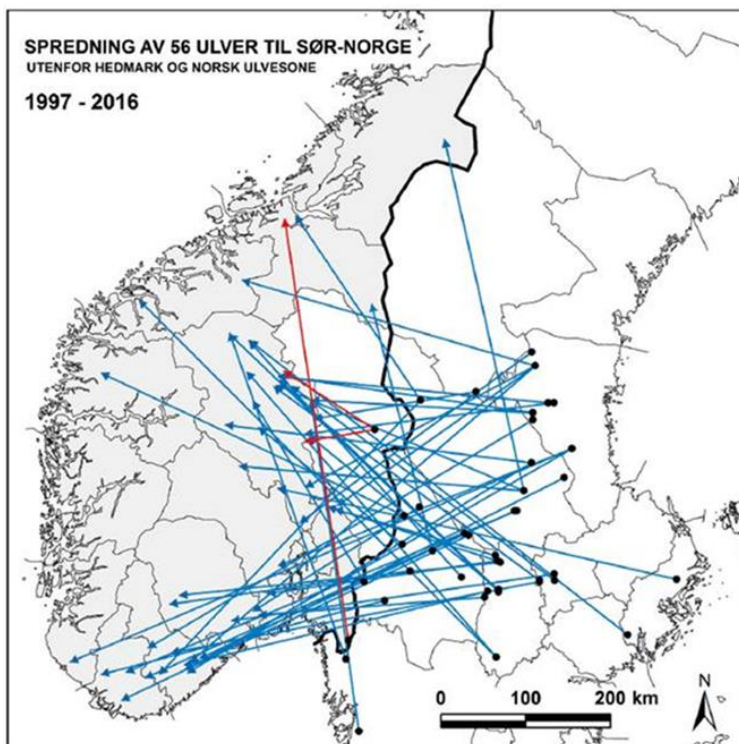 SPREDNING AV 56 ULVER TIL SØR-NORGE
UTENFOR HEDMARK OG NORSK ULVESONE
1997 - 2016
N
0 100 200 km